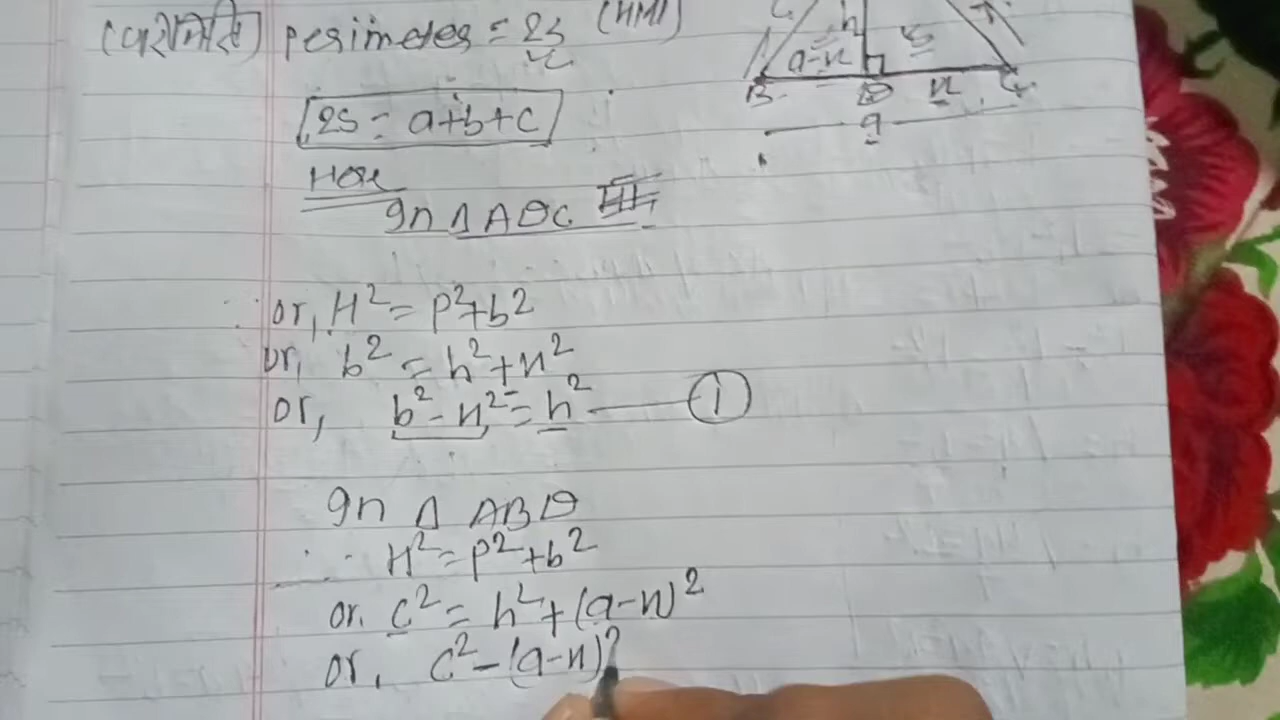 perimeter = 2s
2s = a+b+c
Here
In Δ ADC
or, H² = p²+b²
or, b² = h²+x²
or, b²-x² = h² — ①
In Δ ABD
H² = p²+b²
or. c² = h²+(a-x)²
or, c²-(a-x)²
h
a-x
B D x C
a